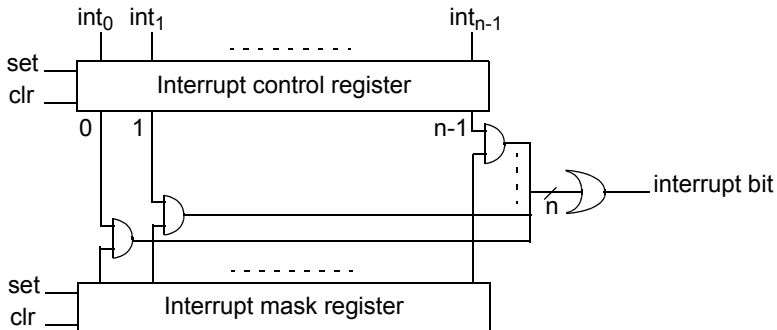 int0 int1 int n-1
set
Interrupt control register
clr
0 1 n-1
interrupt bit
n
set
Interrupt mask register
clr